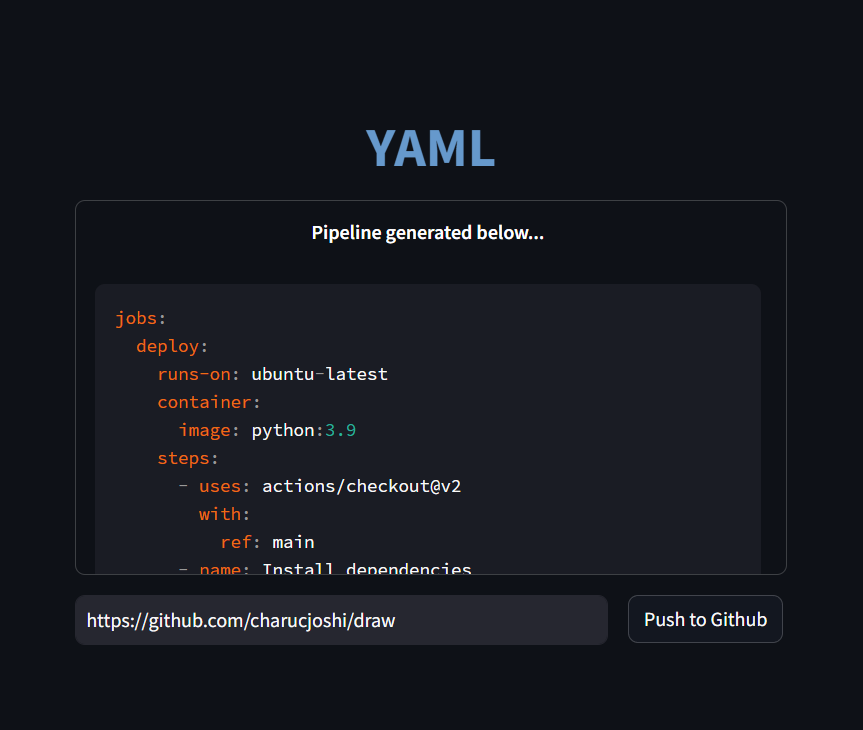 YAML
Pipeline generated below...
jobs:
  deploy:
    runs-on: ubuntu-latest
    container:
      image: python:3.9
    steps:
      - uses: actions/checkout@v2
        with:
          ref: main
      - name: Install dependencies
https://github.com/charucjoshi/draw
Push to Github